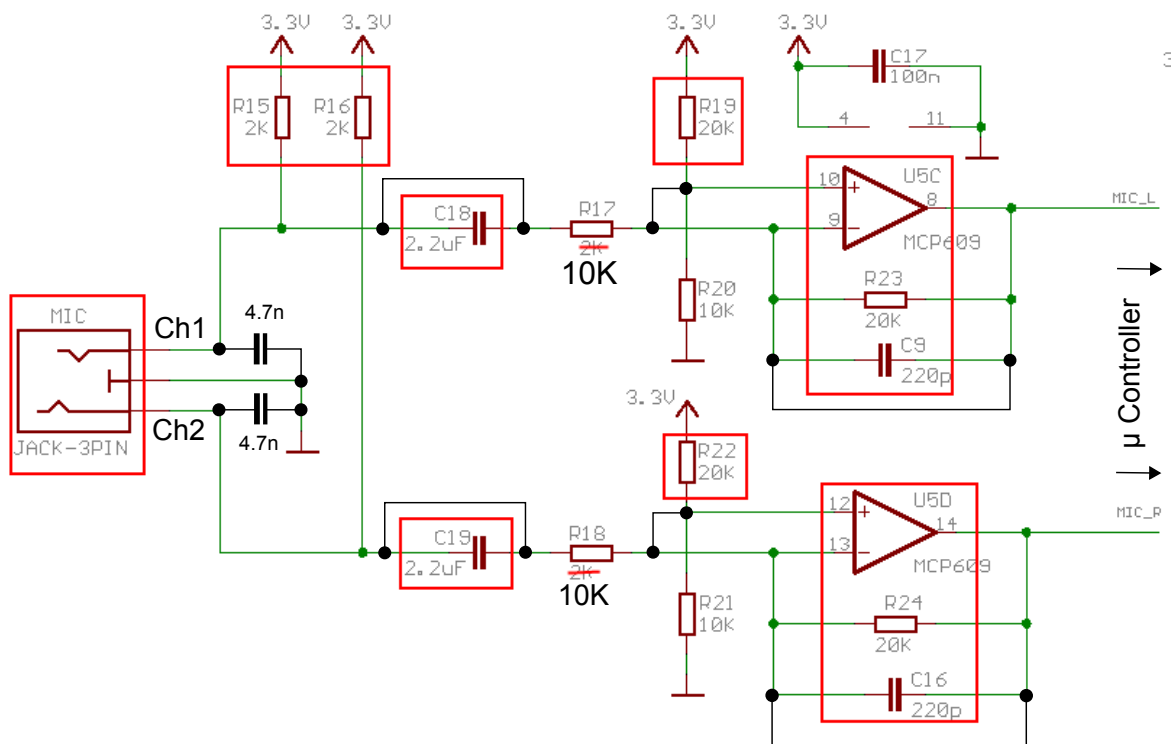 3.3V
3.3V
3.3V
3.3V
3
R15
2K
R16
2K
R19
20K
C17
100n
4
11
C18
2.2uF
R17
2K
10K
10
9
8
U5C
MCP609
MIC_L
R20
10K
R23
20K
C9
220p
MIC
Ch1
4.7n
Ch2
4.7n
JACK-3PIN
µ Controller
3.3V
R22
20K
C19
2.2uF
R18
2K
10K
12
13
14
U5D
MCP609
MIC_R
R21
10K
R24
20K
C16
220p